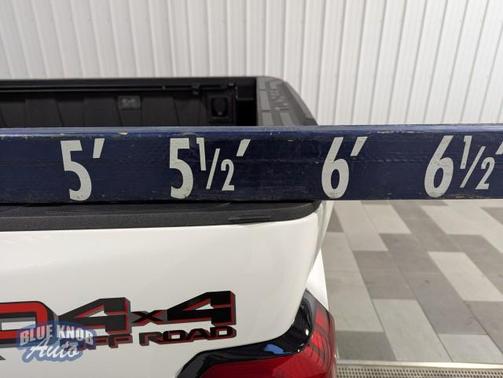 5' 5½' 6' 6½'
4x4
OFF ROAD
BLUE KNOB
Auto